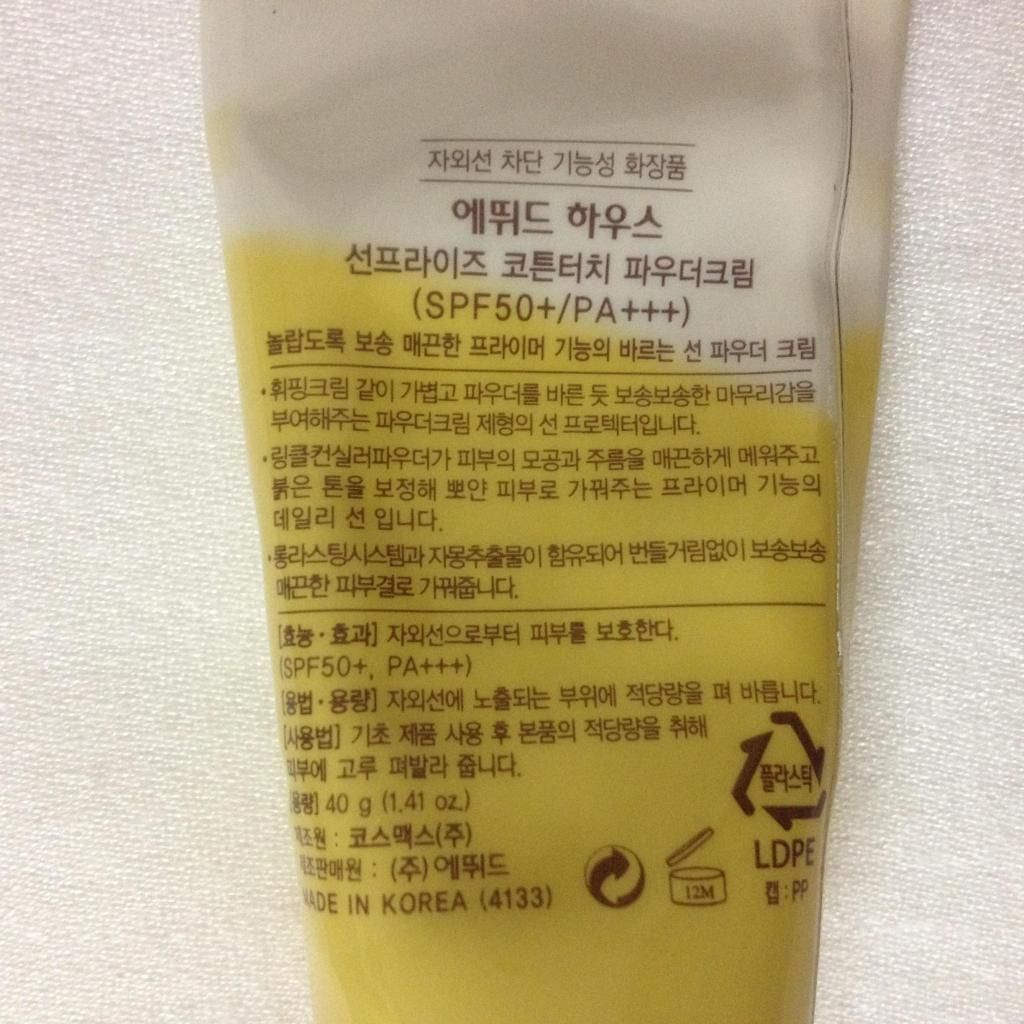 자외선 차단 기능성 화장품
에뛰드 하우스
선프라이즈 코튼터치 파우더크림
(SPF50+/PA+++)
놀랍도록 보송 매끈한 프라이머 기능의 바르는 선 파우더 크림
·휘핑크림 같이 가볍고 파우더를 바른 듯 보송보송한 마무리감을
부여해주는 파우더크림 제형의 선 프로텍터입니다.
·링클컨실러파우더가 피부의 모공과 주름을 매끈하게 메워주고
붉은 톤을 보정해 뽀얀 피부로 가꿔주는 프라이머 기능의
데일리 선 입니다.
·롱라스팅시스템과 자몽추출물이 함유되어 번들거림없이 보송보송
매끈한 피부결로 가꿔줍니다.
[효능·효과] 자외선으로부터 피부를 보호한다.
(SPF50+, PA+++)
[용법·용량] 자외선에 노출되는 부위에 적당량을 펴 바릅니다.
[사용법] 기초 제품 사용 후 본품의 적당량을 취해
피부에 고루 펴발라 줍니다.
[용량] 40 g (1.41 oz.)
제조원 : 코스맥스(주)
제조판매원 : (주)에뛰드
MADE IN KOREA (4133)
12M
플라스틱
LDPE
캡:PP